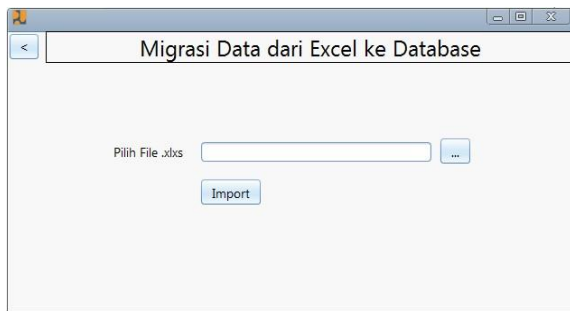 <
Migrasi Data dari Excel ke Database
Pilih File .xlxs
...
Import